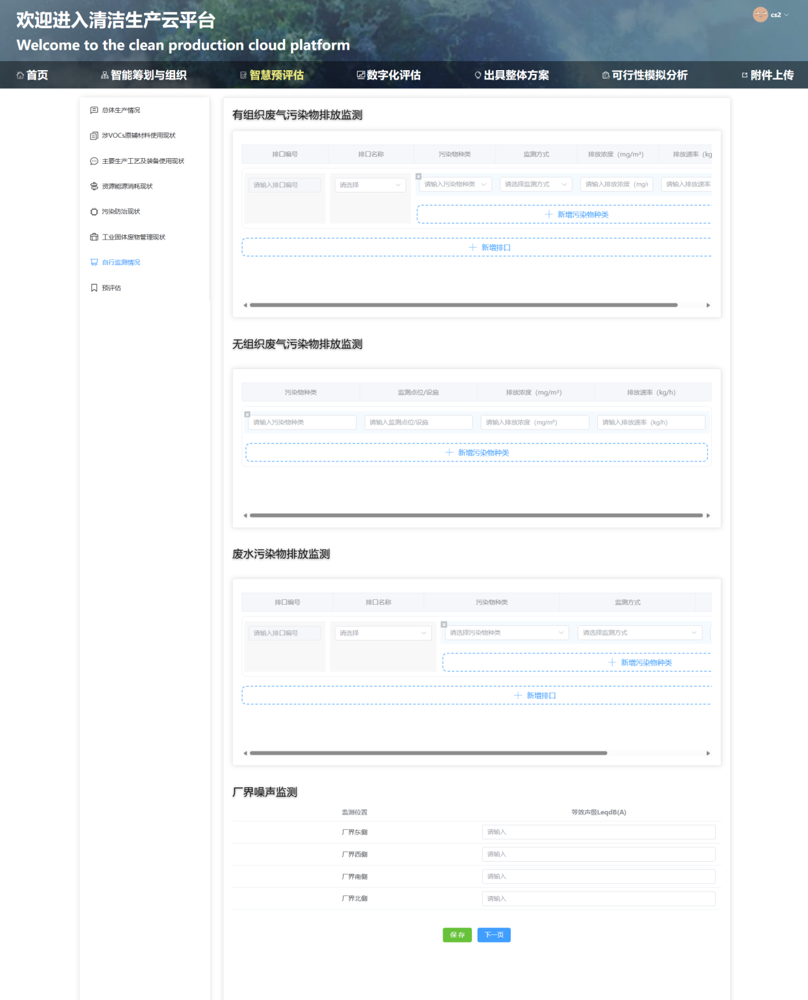 欢迎进入清洁生产云平台
Welcome to the clean production cloud platform
cs2
首页 智能筹划与组织 智慧预评估 数字化评估 出具整体方案 可行性模拟分析 附件上传
总体生产情况
涉VOCs原辅材料使用现状
主要生产工艺及装备使用现状
资源能源消耗现状
污染防治现状
工业固体废物管理现状
自行监测情况
预评估
有组织废气污染物排放监测
排口编号 排口名称 污染物种类 监测方式 排放浓度（mg/m³） 排放速率（kg
请输入排口编号 请选择 请输入污染物种类 请选择监测方式 请输入排放浓度（mg/ 请输入排放速率
新增污染物种类
新增排口
无组织废气污染物排放监测
污染物种类 监测点位/设施 排放浓度（mg/m³） 排放速率（kg/h）
请输入污染物种类 请输入监测点位/设施 请输入排放浓度（mg/m³） 请输入排放速率（kg/h）
新增污染物种类
废水污染物排放监测
排口编号 排口名称 污染物种类 监测方式
请输入排口编号 请选择 请选择污染物种类 请选择监测方式
新增污染物种类
新增排口
厂界噪声监测
监测位置 等效声级LeqdB(A)
厂界东侧 请输入
厂界西侧 请输入
厂界南侧 请输入
厂界北侧 请输入
保存 下一页